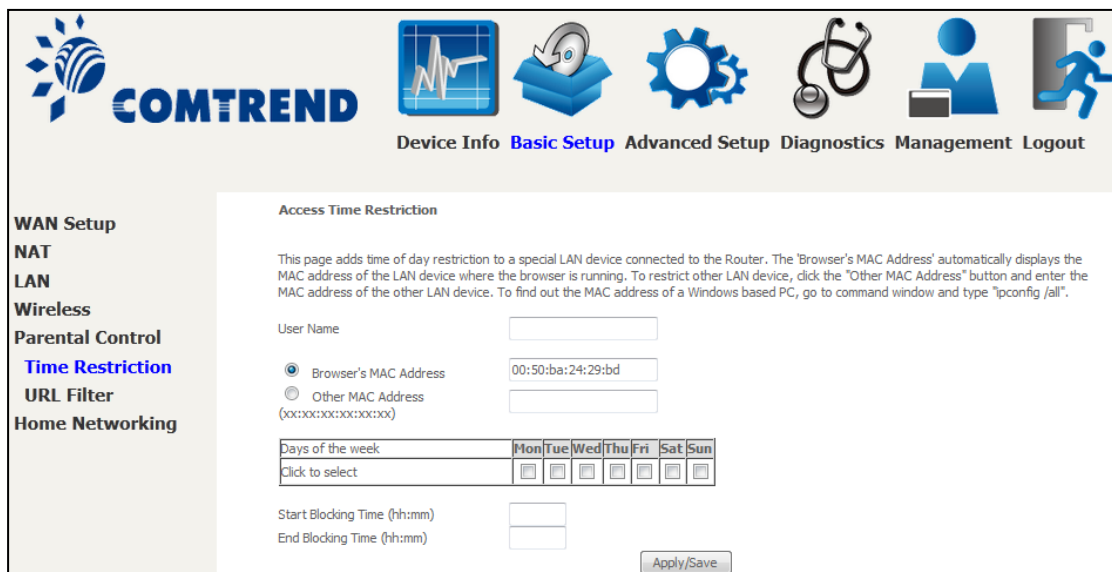 COMTREND
Device Info Basic Setup Advanced Setup Diagnostics Management Logout
WAN Setup
NAT
LAN
Wireless
Parental Control
Time Restriction
URL Filter
Home Networking
Access Time Restriction
This page adds time of day restriction to a special LAN device connected to the Router. The 'Browser's MAC Address' automatically displays the
MAC address of the LAN device where the browser is running. To restrict other LAN device, click the "Other MAC Address" button and enter the
MAC address of the other LAN device. To find out the MAC address of a Windows based PC, go to command window and type "ipconfig /all".
User Name
Browser's MAC Address 00:50:ba:24:29:bd
Other MAC Address
(xx:xx:xx:xx:xx:xx)
Days of the week Mon Tue Wed Thu Fri Sat Sun
Click to select
Start Blocking Time (hh:mm)
End Blocking Time (hh:mm)
Apply/Save